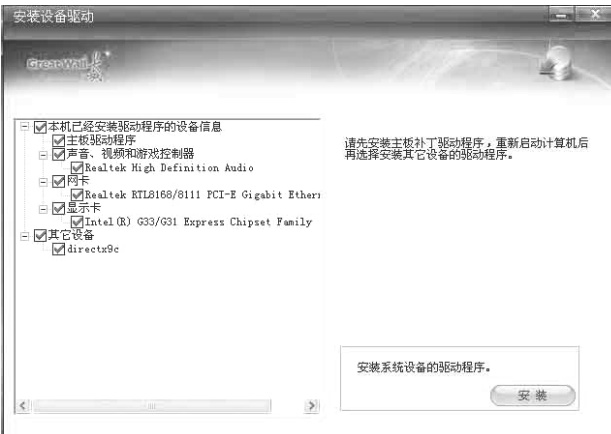 安装设备驱动
Great Wall
本机已经安装驱动程序的设备信息
主板驱动程序
声音、视频和游戏控制器
Realtek High Definition Audio
网卡
Realtek RTL8168/8111 PCI-E Gigabit Ether
显示卡
Intel(R) G33/G31 Express Chipset Family
其它设备
directx9c
请先安装主板补丁驱动程序，重新启动计算机后
再选择安装其它设备的驱动程序。
安装系统设备的驱动程序。
安 装